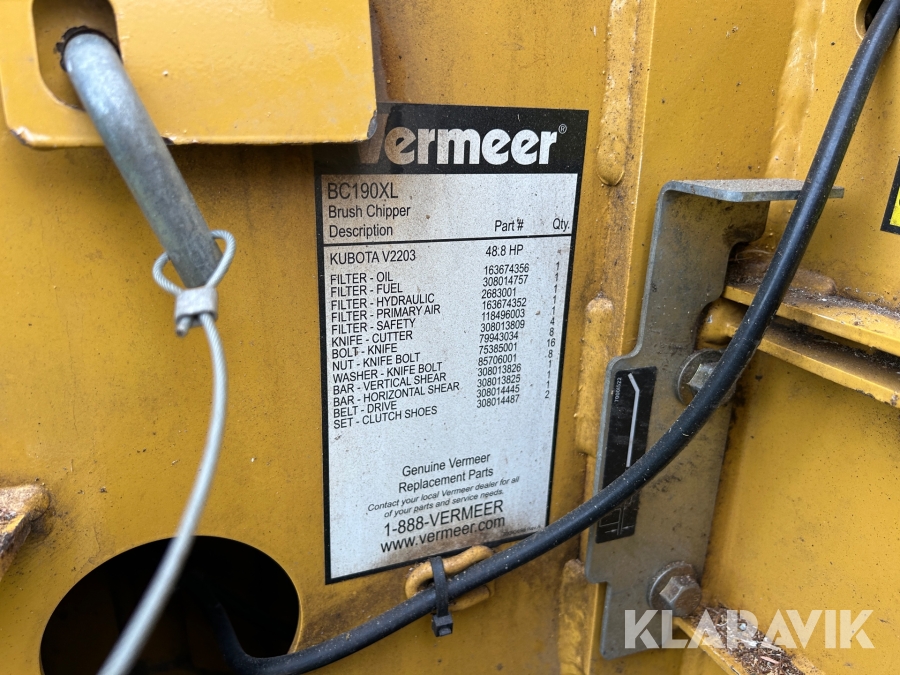 Vermeer®
BC190XL
Brush Chipper
Description Part # Qty.
KUBOTA V2203 48.8 HP
FILTER - OIL 163674356 1
FILTER - FUEL 308014757 1
FILTER - HYDRAULIC 2683001 1
FILTER - PRIMARY AIR 163674352 1
FILTER - SAFETY 118496003 1
KNIFE - CUTTER 308013809 4
BOLT - KNIFE 79943034 8
NUT - KNIFE BOLT 75385001 16
WASHER - KNIFE BOLT 85706001 8
BAR - VERTICAL SHEAR 308013826 1
BAR - HORIZONTAL SHEAR 308013825 1
BELT - DRIVE 308014445 1
SET - CLUTCH SHOES 308014487 2
Genuine Vermeer
Replacement Parts
Contact your local Vermeer dealer for all
of your parts and service needs.
1-888-VERMEER
www.vermeer.com
KLARAVIK